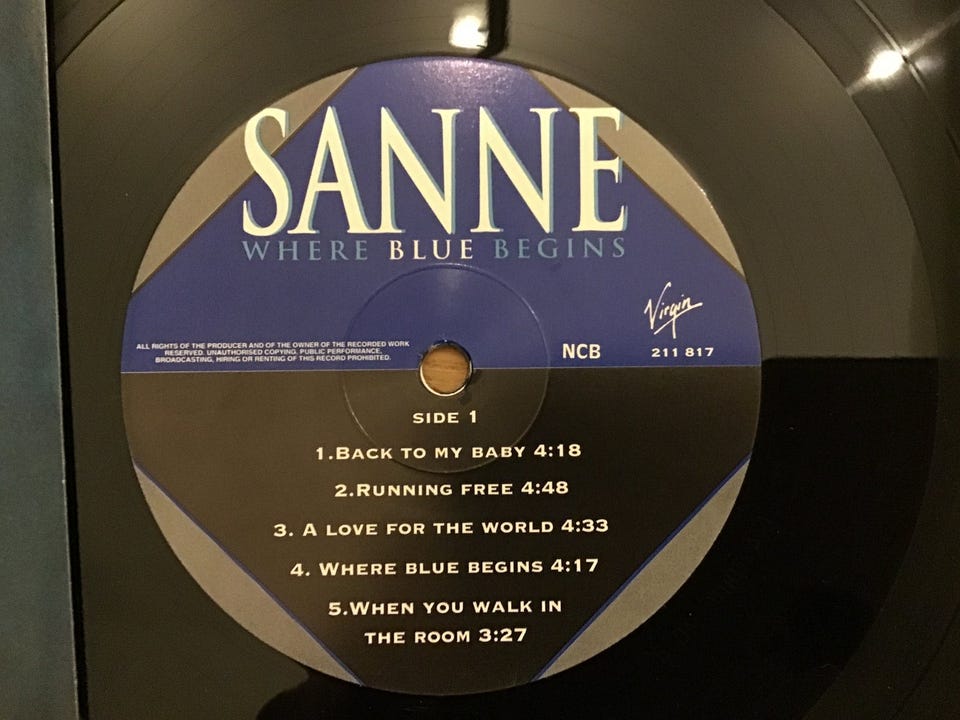 SANNE
WHERE BLUE BEGINS
Virgin
ALL RIGHTS OF THE PRODUCER AND OF THE OWNER OF THE RECORDED WORK
RESERVED. UNAUTHORISED COPYING, PUBLIC PERFORMANCE,
BROADCASTING, HIRING OR RENTING OF THIS RECORD PROHIBITED.
NCB 211 817
SIDE 1
1.BACK TO MY BABY 4:18
2.RUNNING FREE 4:48
3. A LOVE FOR THE WORLD 4:33
4. WHERE BLUE BEGINS 4:17
5.WHEN YOU WALK IN
THE ROOM 3:27